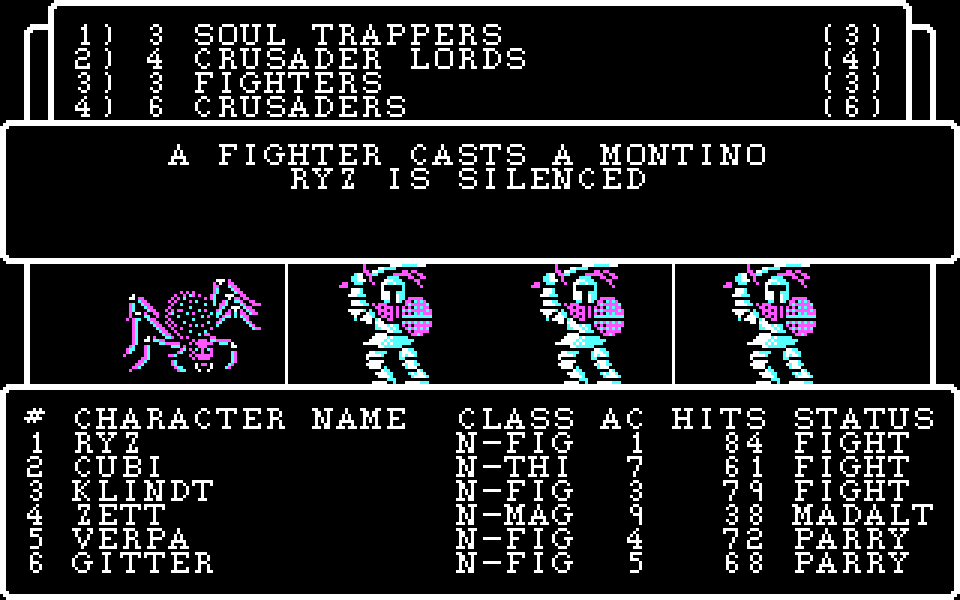 1) 3 SOUL TRAPPERS (3)
2) 4 CRUSADER LORDS (4)
3) 3 FIGHTERS (3)
4) 6 CRUSADERS (6)
A FIGHTER CASTS A MONTINO
RYZ IS SILENCED
# CHARACTER NAME CLASS AC HITS STATUS
1 RYZ N-FIG 1 84 FIGHT
2 CUBI N-THI 7 61 FIGHT
3 KLINDT N-FIG 3 79 FIGHT
4 ZETT N-MAG 9 38 MADALT
5 VERPA N-FIG 4 72 PARRY
6 GITTER N-FIG 5 68 PARRY